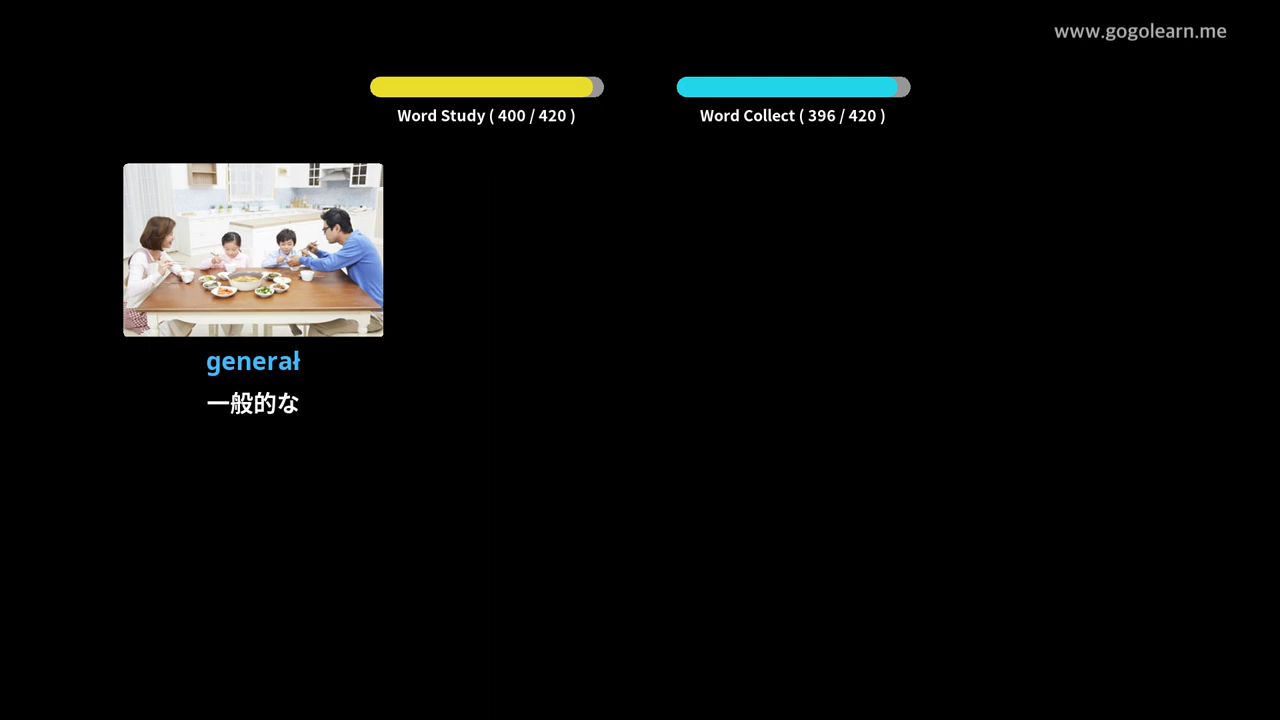 www.gogolearn.me
Word Study ( 400 / 420 )
Word Collect ( 396 / 420 )
generał
一般的な